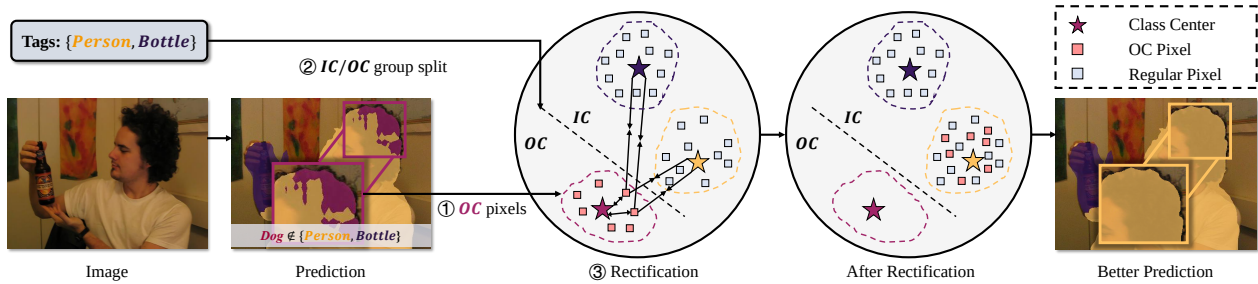 Tags: {Person, Bottle}
② IC/OC group split
① OC pixels
Dog ∉ {Person, Bottle}
IC
OC
IC
OC
Class Center
OC Pixel
Regular Pixel
Image
Prediction
③ Rectification
After Rectification
Better Prediction